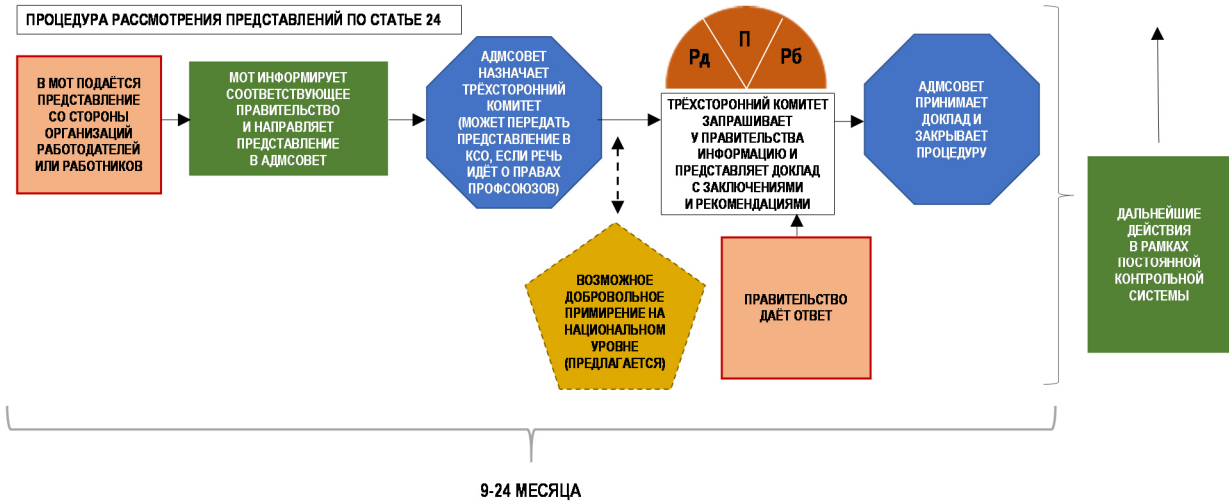 ПРОЦЕДУРА РАССМОТРЕНИЯ ПРЕДСТАВЛЕНИЙ ПО СТАТЬЕ 24
В МОТ ПОДАЁТСЯ
ПРЕДСТАВЛЕНИЕ
СО СТОРОНЫ
ОРГАНИЗАЦИЙ
РАБОТОДАТЕЛЕЙ
ИЛИ РАБОТНИКОВ
МОТ ИНФОРМИРУЕТ
СООТВЕТСТВУЮЩЕЕ
ПРАВИТЕЛЬСТВО
И НАПРАВЛЯЕТ
ПРЕДСТАВЛЕНИЕ
В АДМСОВЕТ
АДМСОВЕТ
НАЗНАЧАЕТ
ТРЁХСТОРОННИЙ
КОМИТЕТ
(МОЖЕТ ПЕРЕДАТЬ
ПРЕДСТАВЛЕНИЕ В
КСО, ЕСЛИ РЕЧЬ
ИДЁТ О ПРАВАХ
ПРОФСОЮЗОВ)
Рд
П
Рб
ТРЁХСТОРОННИЙ КОМИТЕТ
ЗАПРАШИВАЕТ
У ПРАВИТЕЛЬСТВА
ИНФОРМАЦИЮ И
ПРЕДСТАВЛЯЕТ ДОКЛАД
С ЗАКЛЮЧЕНИЯМИ
И РЕКОМЕНДАЦИЯМИ
АДМСОВЕТ
ПРИНИМАЕТ
ДОКЛАД И
ЗАКРЫВАЕТ
ПРОЦЕДУРУ
ВОЗМОЖНОЕ
ДОБРОВОЛЬНОЕ
ПРИМИРЕНИЕ НА
НАЦИОНАЛЬНОМ
УРОВНЕ
(ПРЕДЛАГАЕТСЯ)
ПРАВИТЕЛЬСТВО
ДАЁТ ОТВЕТ
ДАЛЬНЕЙШИЕ
ДЕЙСТВИЯ
В РАМКАХ
ПОСТОЯННОЙ
КОНТРОЛЬНОЙ
СИСТЕМЫ
9-24 МЕСЯЦА